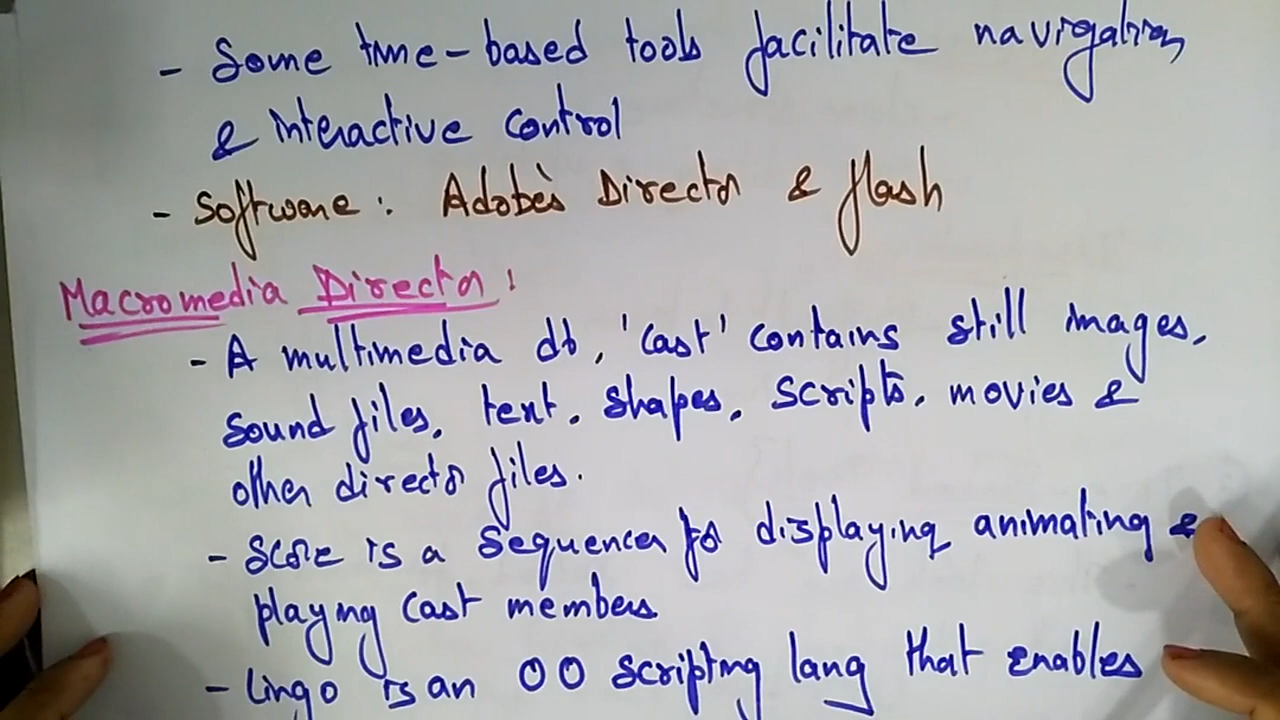 - Some time-based tools facilitate navigation
& interactive control
- Software: Adobe's Director & flash
Macromedia Director:
- A multimedia db, 'cast' contains still images,
sound files, text, shapes, scripts, movies &
other director files.
- Score is a sequencer for displaying animating &
playing cast members
- Lingo is an OO scripting lang that enables